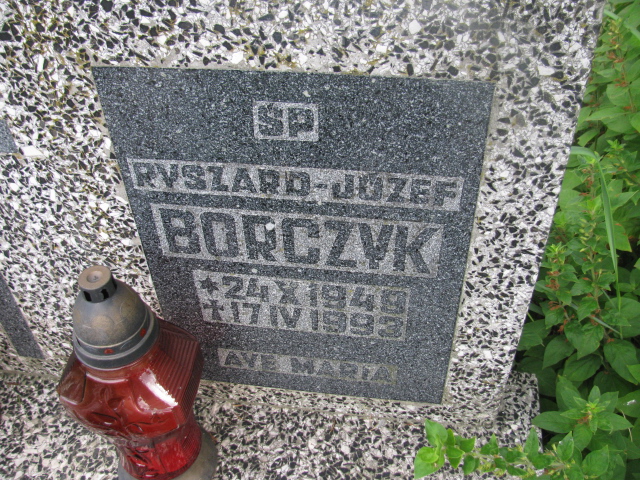 ŚP
RYSZARD-JÓZEF
BORCZYK
*24 X 1949
‡17 IV 1993
AVE MARIA